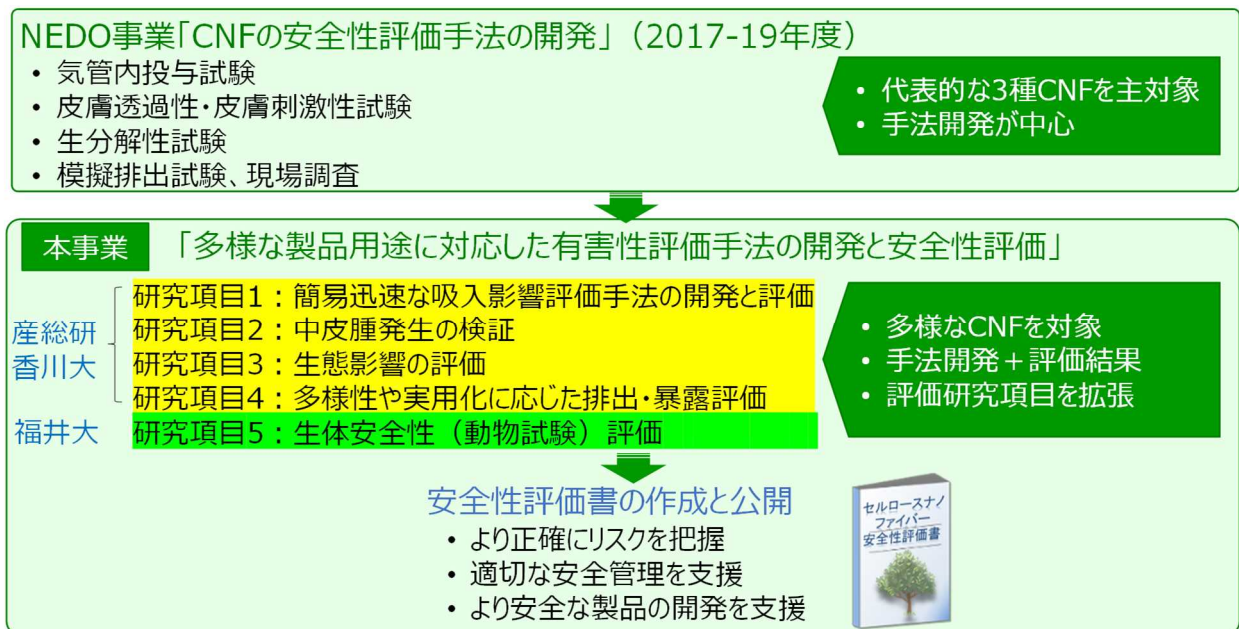 NEDO事業「CNFの安全性評価手法の開発」（2017-19年度）
• 気管内投与試験
• 皮膚透過性・皮膚刺激性試験
• 生分解性試験
• 模擬排出試験、現場調査
• 代表的な3種CNFを主対象
• 手法開発が中心
本事業 「多様な製品用途に対応した有害性評価手法の開発と安全性評価」
産総研
香川大
研究項目1：簡易迅速な吸入影響評価手法の開発と評価
研究項目2：中皮腫発生の検証
研究項目3：生態影響の評価
研究項目4：多様性や実用化に応じた排出・暴露評価
福井大 研究項目5：生体安全性（動物試験）評価
• 多様なCNFを対象
• 手法開発＋評価結果
• 評価研究項目を拡張
安全性評価書の作成と公開
• より正確にリスクを把握
• 適切な安全管理を支援
• より安全な製品の開発を支援
セルロースナノ
ファイバー
安全性評価書